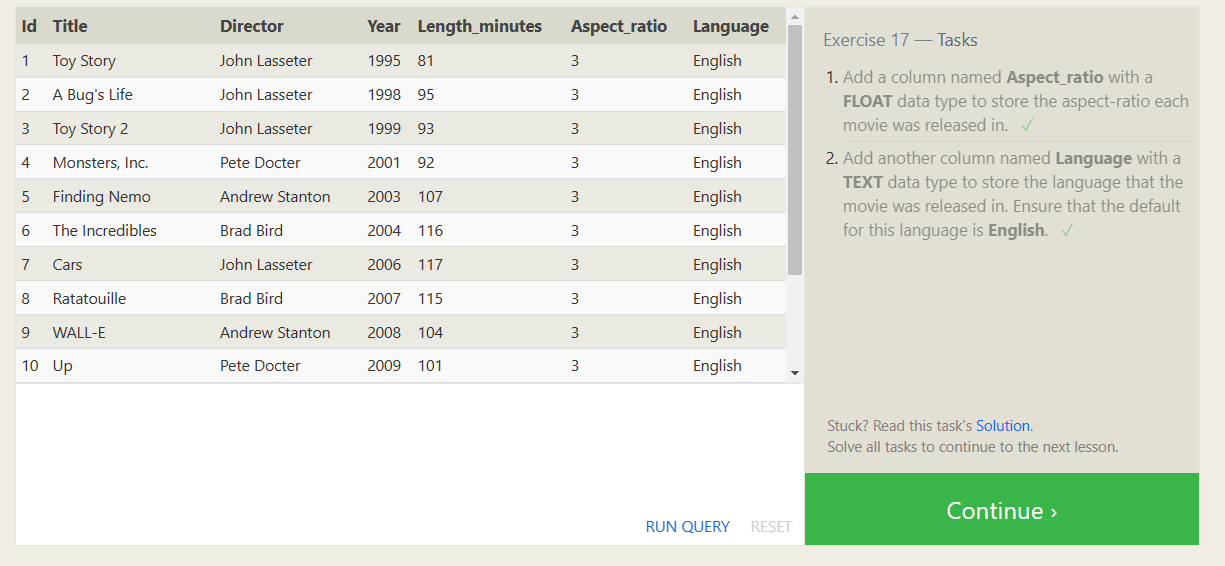 Id Title Director Year Length_minutes Aspect_ratio Language
1 Toy Story John Lasseter 1995 81 3 English
2 A Bug's Life John Lasseter 1998 95 3 English
3 Toy Story 2 John Lasseter 1999 93 3 English
4 Monsters, Inc. Pete Docter 2001 92 3 English
5 Finding Nemo Andrew Stanton 2003 107 3 English
6 The Incredibles Brad Bird 2004 116 3 English
7 Cars John Lasseter 2006 117 3 English
8 Ratatouille Brad Bird 2007 115 3 English
9 WALL-E Andrew Stanton 2008 104 3 English
10 Up Pete Docter 2009 101 3 English
RUN QUERY RESET
Exercise 17 — Tasks
1. Add a column named Aspect_ratio with a
FLOAT data type to store the aspect-ratio each
movie was released in. ✓
2. Add another column named Language with a
TEXT data type to store the language that the
movie was released in. Ensure that the default
for this language is English. ✓
Stuck? Read this task's Solution.
Solve all tasks to continue to the next lesson.
Continue ›